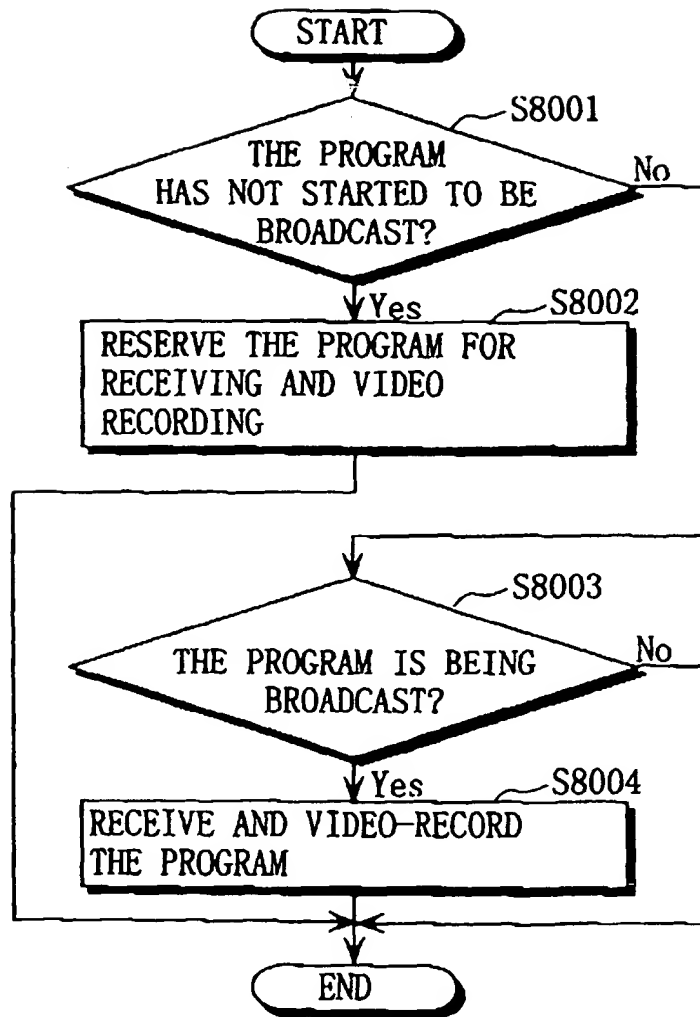 START
S8001
THE PROGRAM
HAS NOT STARTED TO BE
BROADCAST?
No
Yes
S8002
RESERVE THE PROGRAM FOR
RECEIVING AND VIDEO
RECORDING
S8003
THE PROGRAM IS BEING
BROADCAST?
No
Yes
S8004
RECEIVE AND VIDEO-RECORD
THE PROGRAM
END